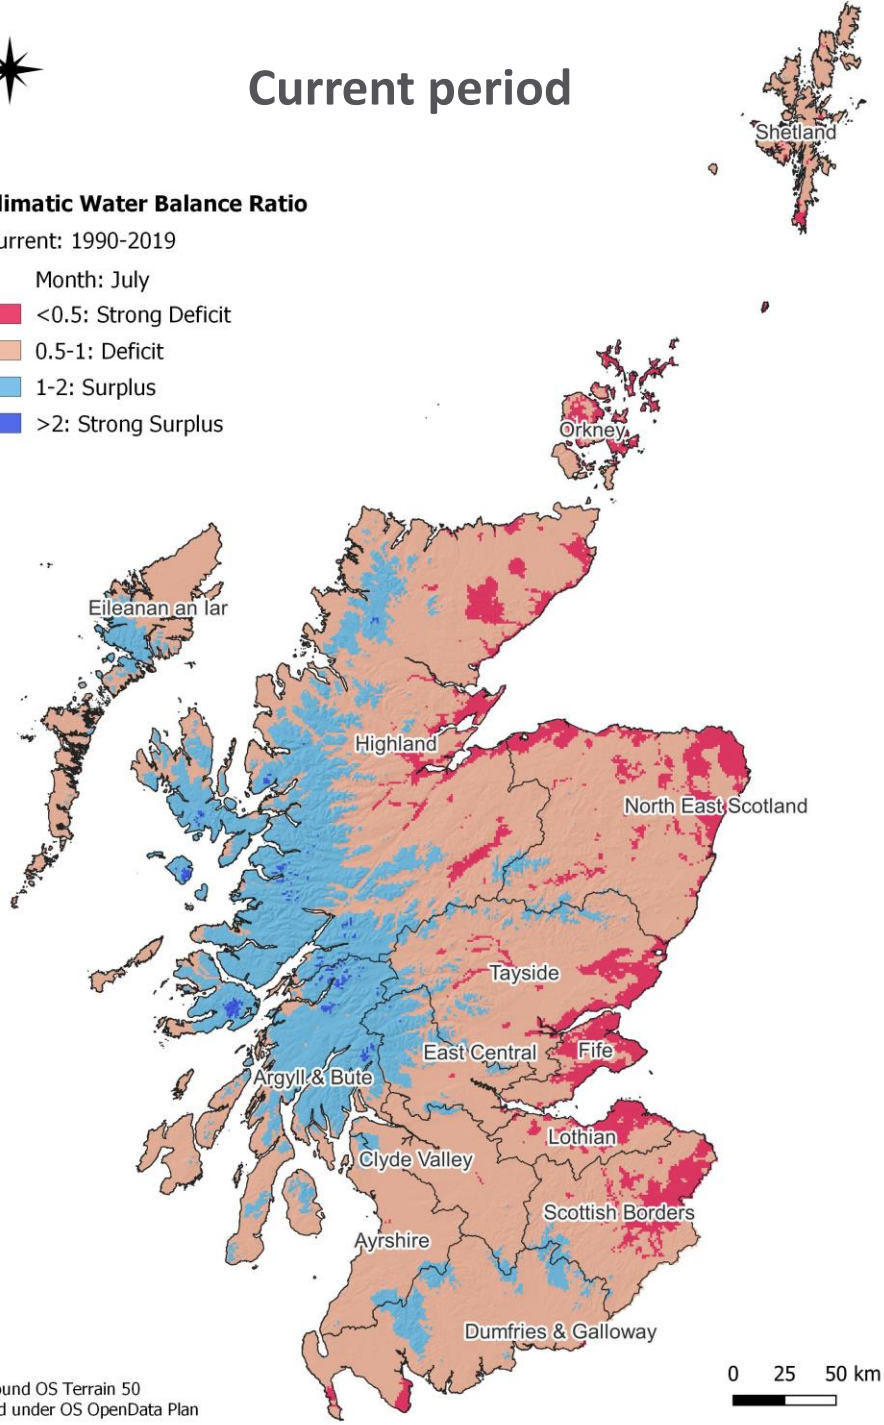 Current period
Shetland
limatic Water Balance Ratio
urrent: 1990-2019
Month: July
<0.5: Strong Deficit
0.5-1: Deficit
1-2: Surplus
>2: Strong Surplus
Orkney
Eileanan an Iar
Highland
North East Scotland
Tayside
East Central
Fife
Argyll & Bute
Lothian
Clyde Valley
Scottish Borders
Ayrshire
Dumfries & Galloway
0 25 50 km
ound OS Terrain 50
d under OS OpenData Plan